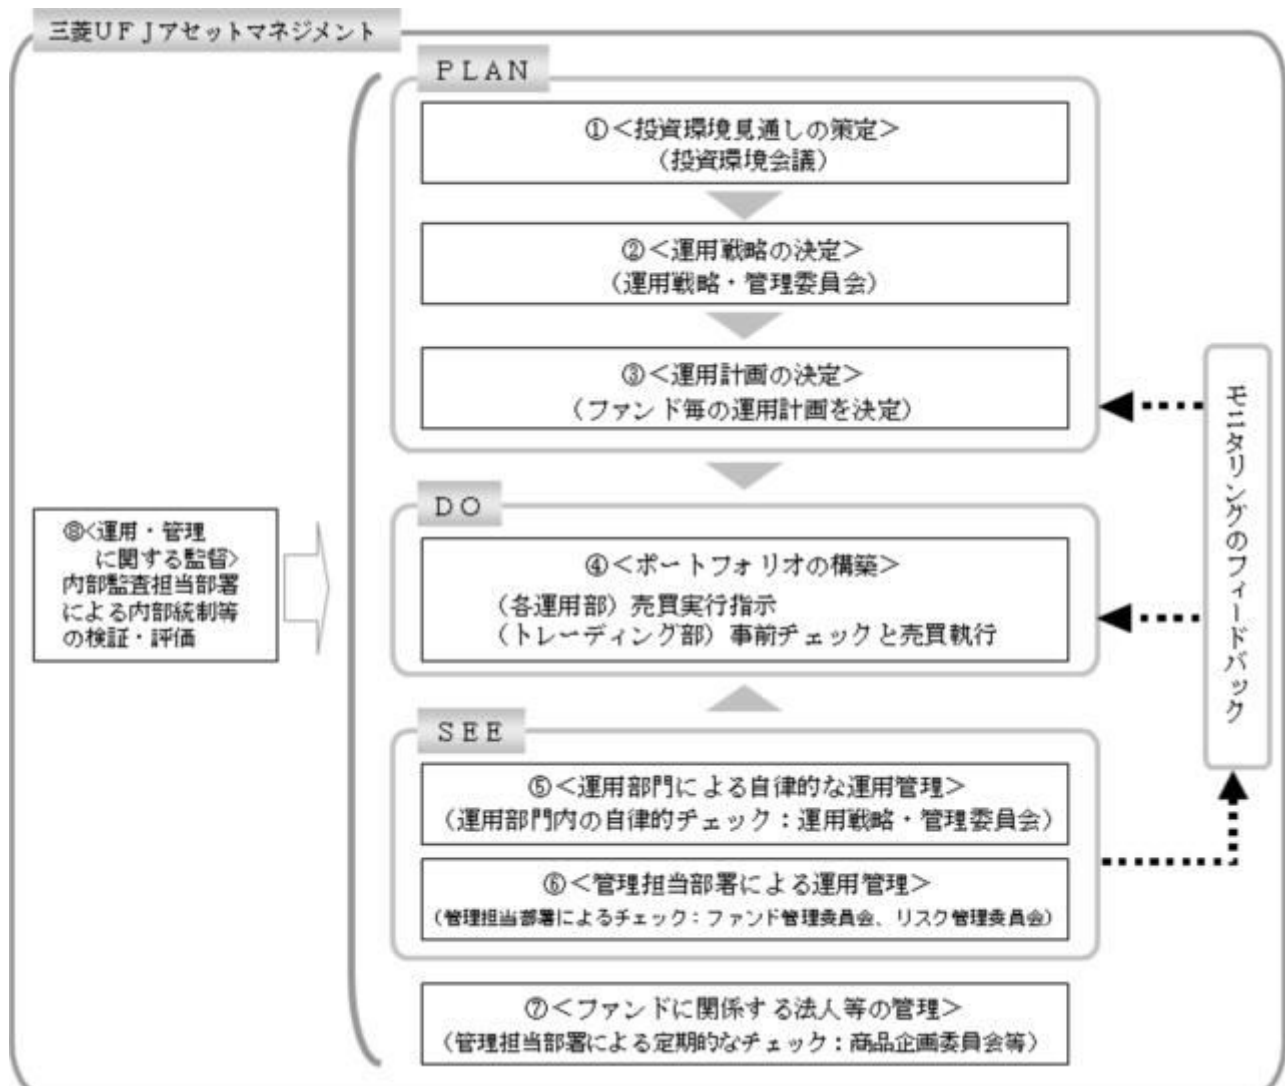 三菱UFJアセットマネジメント
PLAN
①<投資環境見通しの策定>
(投資環境会議)
②<運用戦略の決定>
(運用戦略・管理委員会)
③<運用計画の決定>
(ファンド毎の運用計画を決定)
DO
④<ポートフォリオの構築>
(各運用部)売買実行指示
(トレーディング部)事前チェックと売買執行
SEE
⑤<運用部門による自律的な運用管理>
(運用部門内の自律的チェック:運用戦略・管理委員会)
⑥<管理担当部署による運用管理>
(管理担当部署によるチェック:ファンド管理委員会、リスク管理委員会)
⑦<ファンドに関係する法人等の管理>
(管理担当部署による定期的なチェック:商品企画委員会等)
⑧<運用・管理
に関する監督>
内部監査担当部署
による内部統制等
の検証・評価
モニタリングのフィードバック